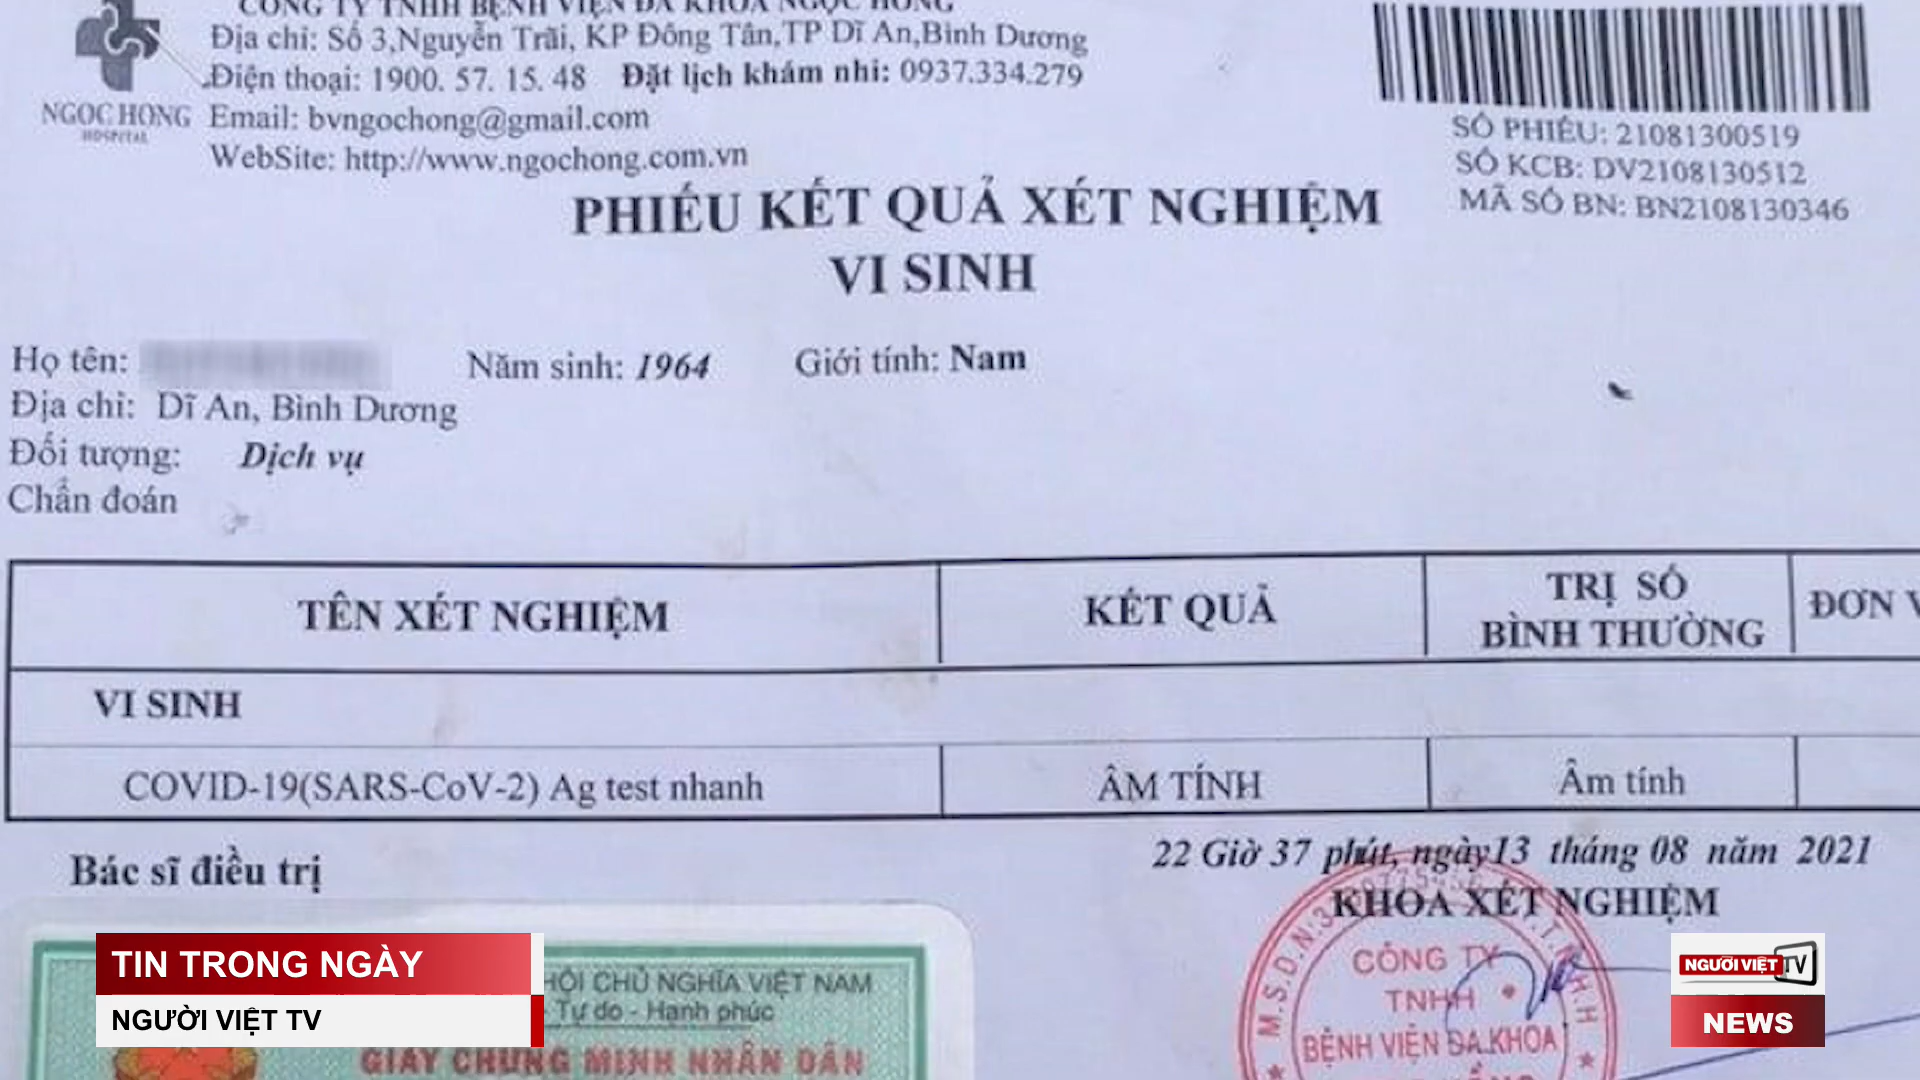 CÔNG TY TNHH BỆNH VIỆN ĐA KHOA NGỌC HỒNG
Địa chỉ: Số 3,Nguyễn Trãi, KP Đông Tân,TP Dĩ An,Bình Dương
Điện thoại: 1900. 57. 15. 48 Đặt lịch khám nhi: 0937.334.279
NGOC HONG
HOSPITAL
Email: bvngochong@gmail.com
WebSite: http://www.ngochong.com.vn
SỐ PHIẾU: 21081300519
SỐ KCB: DV2108130512
MÃ SỐ BN: BN2108130346
PHIẾU KẾT QUẢ XÉT NGHIỆM
VI SINH
Họ tên: Năm sinh: 1964 Giới tính: Nam
Địa chỉ: Dĩ An, Bình Dương
Đối tượng: Dịch vụ
Chẩn đoán
TÊN XÉT NGHIỆM KẾT QUẢ TRỊ SỐ BÌNH THƯỜNG ĐƠN V
VI SINH
COVID-19(SARS-CoV-2) Ag test nhanh ÂM TÍNH Âm tính
22 Giờ 37 phút, ngày13 tháng 08 năm 2021
Bác sĩ điều trị
KHOA XÉT NGHIỆM
CÔNG TY
TNHH
BỆNH VIỆN ĐA KHOA
HỘI CHỦ NGHĨA VIỆT NAM
- Tự do - Hạnh phúc
GIẤY CHỨNG MINH NHÂN DÂN
TIN TRONG NGÀY
NGƯỜI VIỆT TV
NGƯỜI VIỆT TV
NEWS